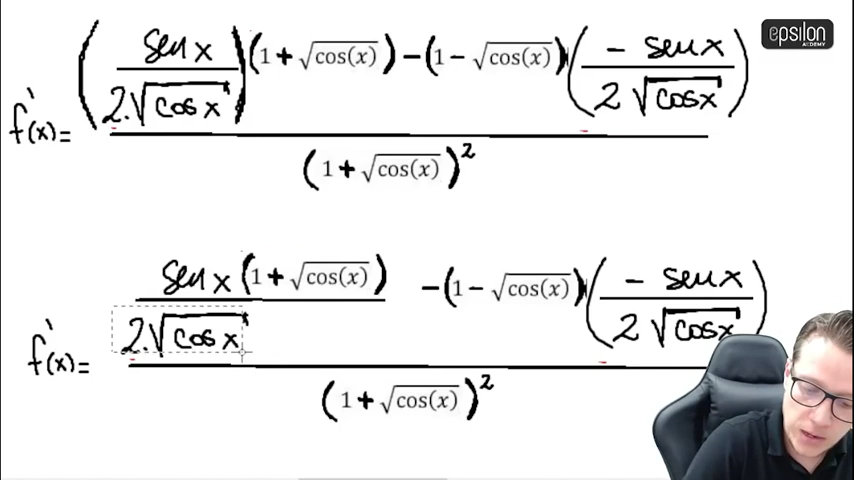 epsilon
ACADEMY
f'(x)= (sen x / 2.√cos x)(1+√cos(x))−(1−√cos(x))(−sen x / 2√cos x) / (1+√cos(x))²
f'(x)= sen x(1+√cos(x)) / 2.√cos x −(1−√cos(x))(−sen x / 2√cos x) / (1+√cos(x))²